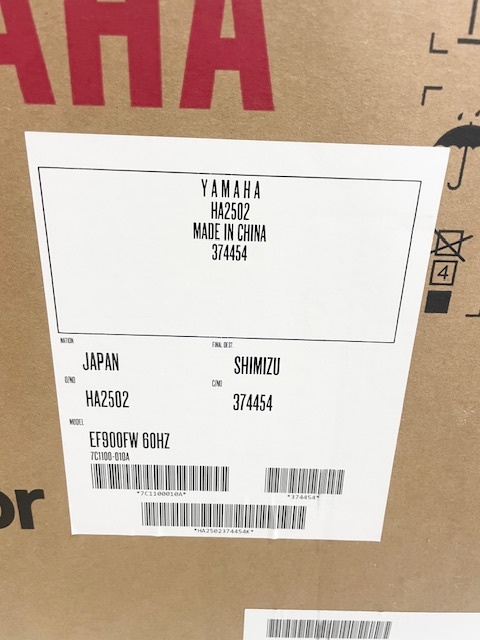 AHA
YAMAHA
HA2502
MADE IN CHINA
374454
4
NATION
JAPAN
FINAL DEST.
SHIMIZU
O/NO
HA2502
C/NO
374454
MODEL
EF900FW 60HZ
7C1100-010A
*7C1100010A*
*374454*
*HA2502374454K*
or